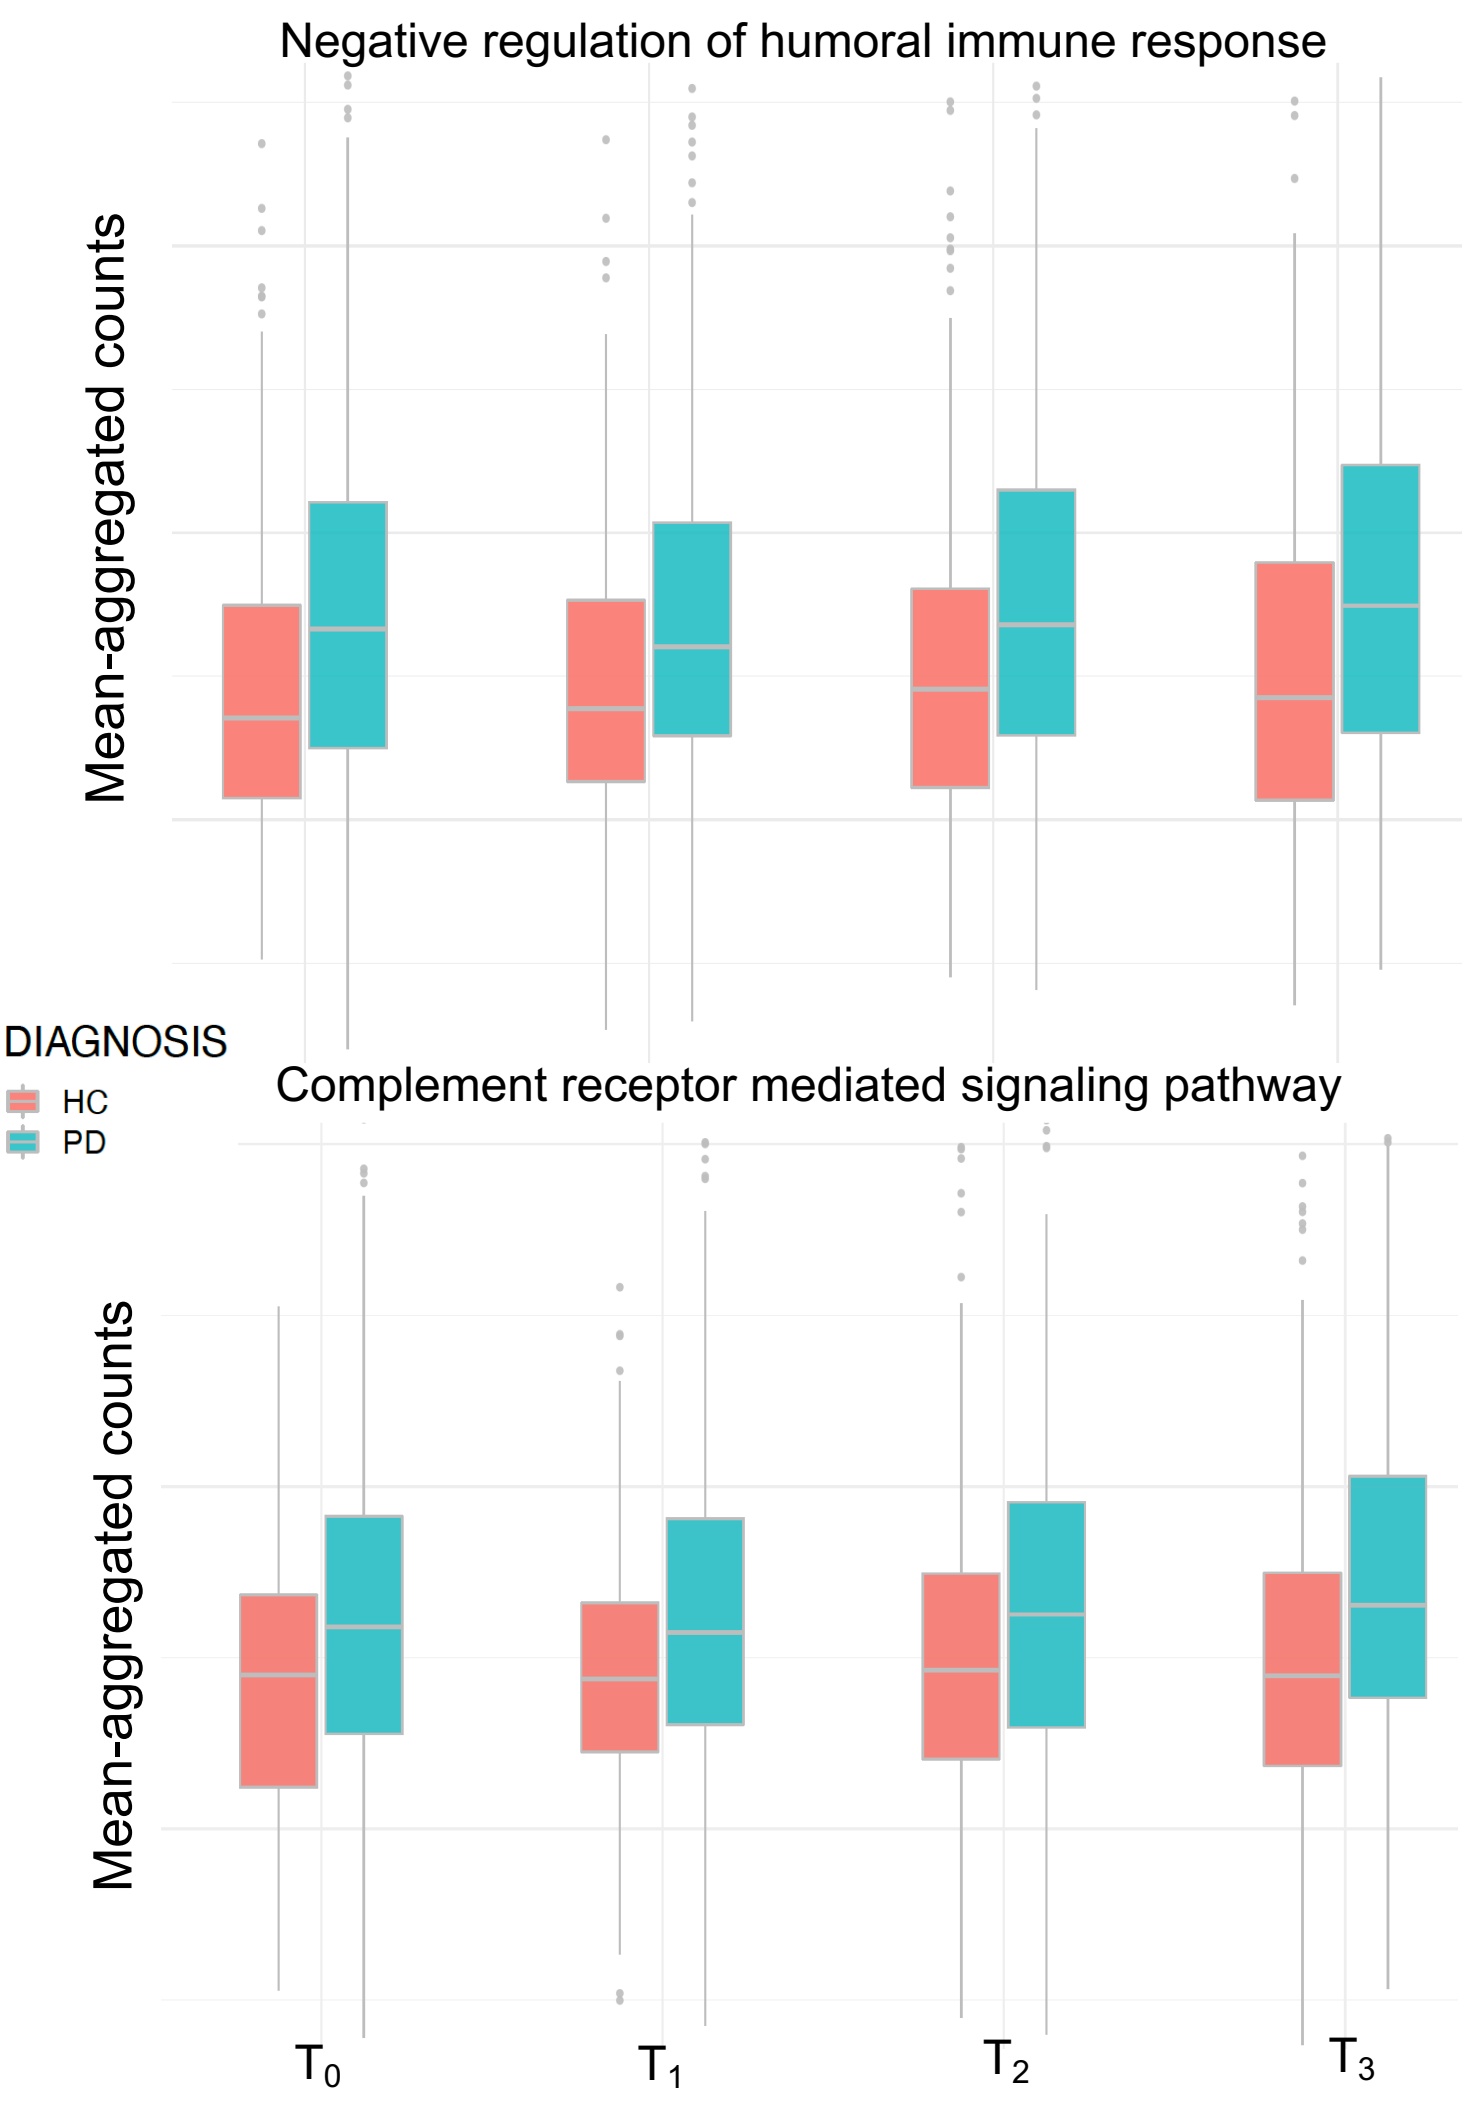 Negative regulation of humoral immune response
Mean-aggregated counts
DIAGNOSIS
HC
PD
Complement receptor mediated signaling pathway
Mean-aggregated counts
T0 T1 T2 T3